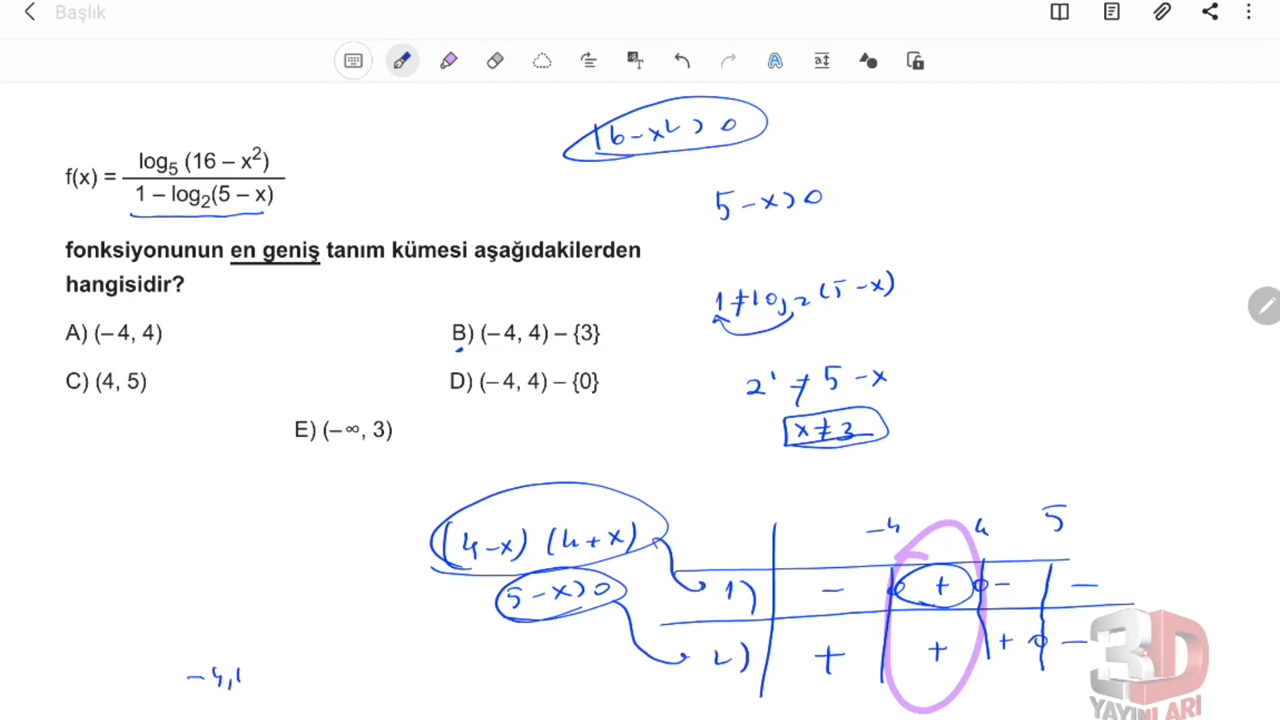 Başlık
16 - x² > 0
f(x) = log₅ (16 – x²) / 1 – log₂(5 – x)
5 - x > 0
fonksiyonunun en geniş tanım kümesi aşağıdakilerden
hangisidir?
1 ≠ log₂ (5 - x)
A) (– 4, 4)
B) (– 4, 4) – {3}
2¹ ≠ 5 - x
C) (4, 5)
D) (– 4, 4) – {0}
x ≠ 3
E) (– ∞, 3)
(4-x) (4+x)
-4 4 5
5 - x > 0
1) - + - -
2) + + + -
-4,
3D
YAYINLARI